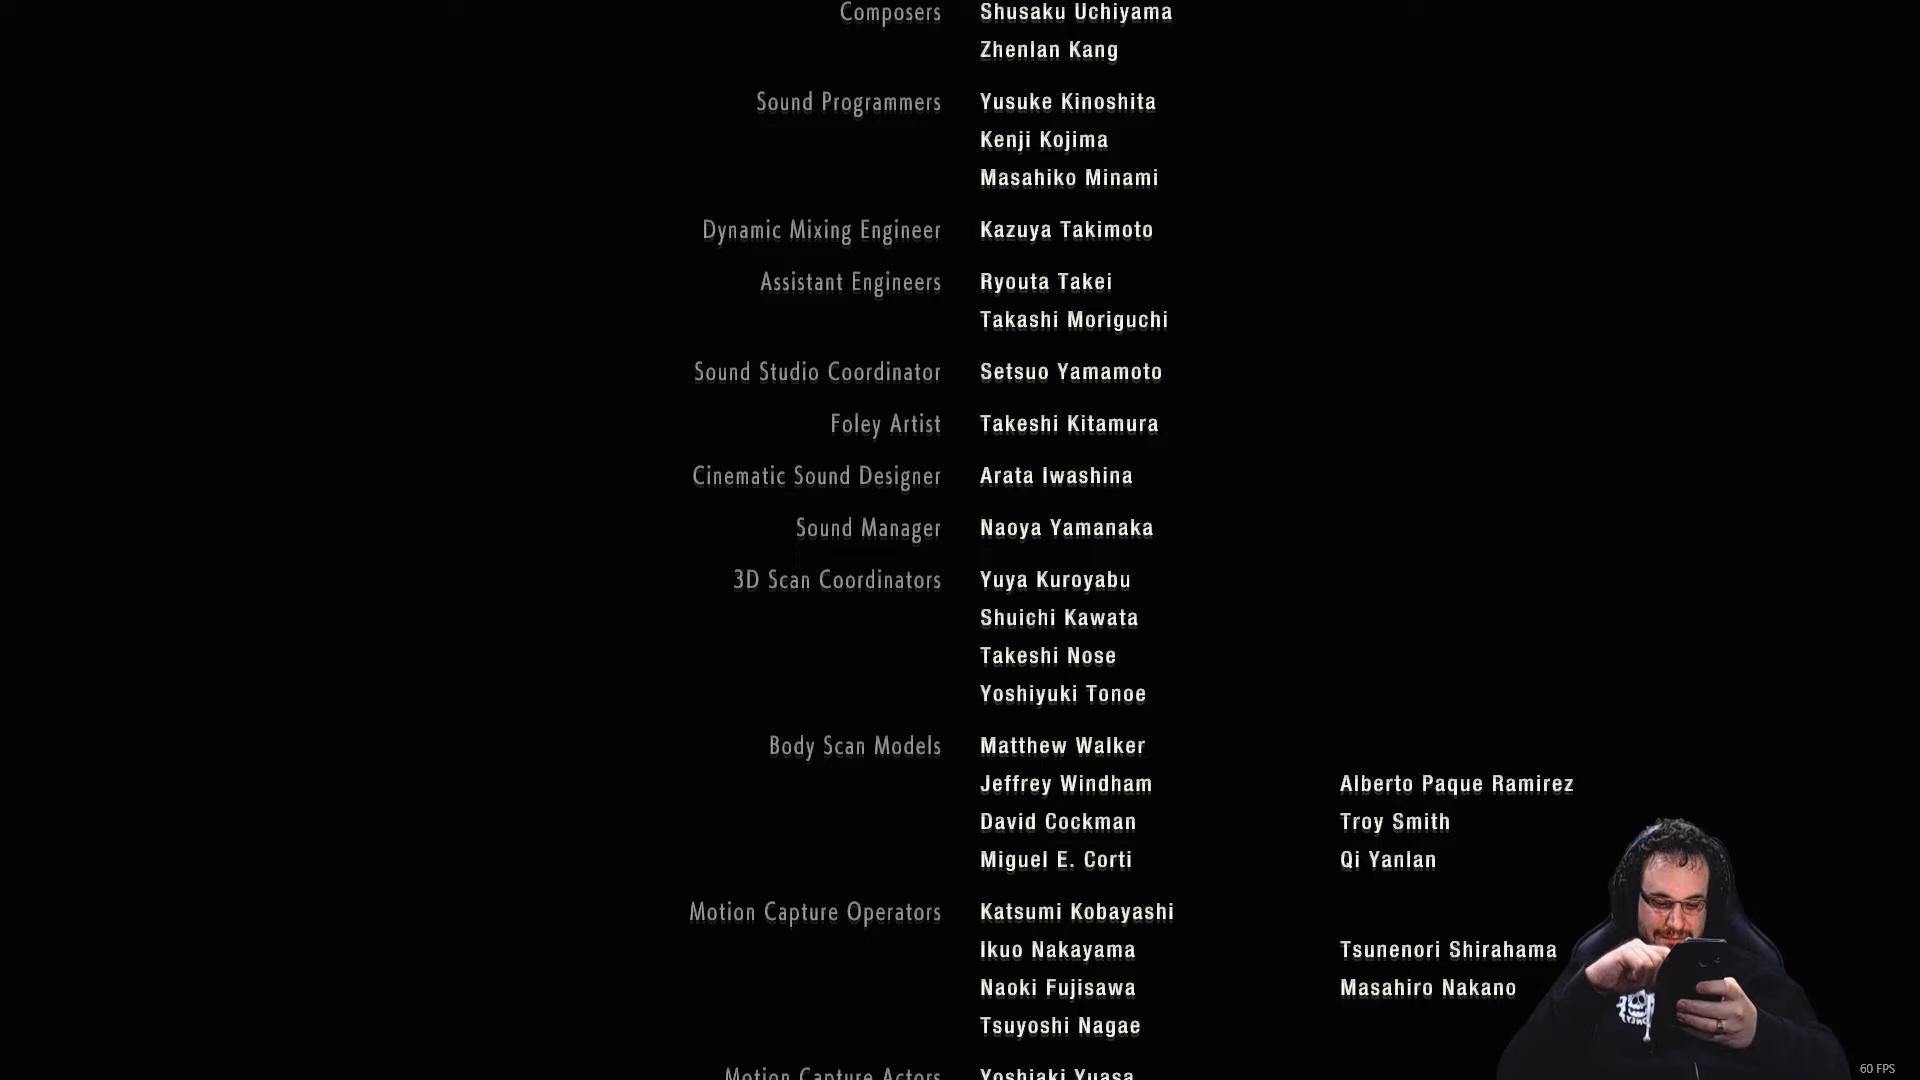 Composers Shusaku Uchiyama
Zhenlan Kang
Sound Programmers Yusuke Kinoshita
Kenji Kojima
Masahiko Minami
Dynamic Mixing Engineer Kazuya Takimoto
Assistant Engineers Ryouta Takei
Takashi Moriguchi
Sound Studio Coordinator Setsuo Yamamoto
Foley Artist Takeshi Kitamura
Cinematic Sound Designer Arata Iwashina
Sound Manager Naoya Yamanaka
3D Scan Coordinators Yuya Kuroyabu
Shuichi Kawata
Takeshi Nose
Yoshiyuki Tonoe
Body Scan Models Matthew Walker
Jeffrey Windham Alberto Paque Ramirez
David Cockman Troy Smith
Miguel E. Corti Qi Yanlan
Motion Capture Operators Katsumi Kobayashi
Ikuo Nakayama Tsunenori Shirahama
Naoki Fujisawa Masahiro Nakano
Tsuyoshi Nagae
Motion Capture Actors Yoshiaki Yuasa
60 FPS